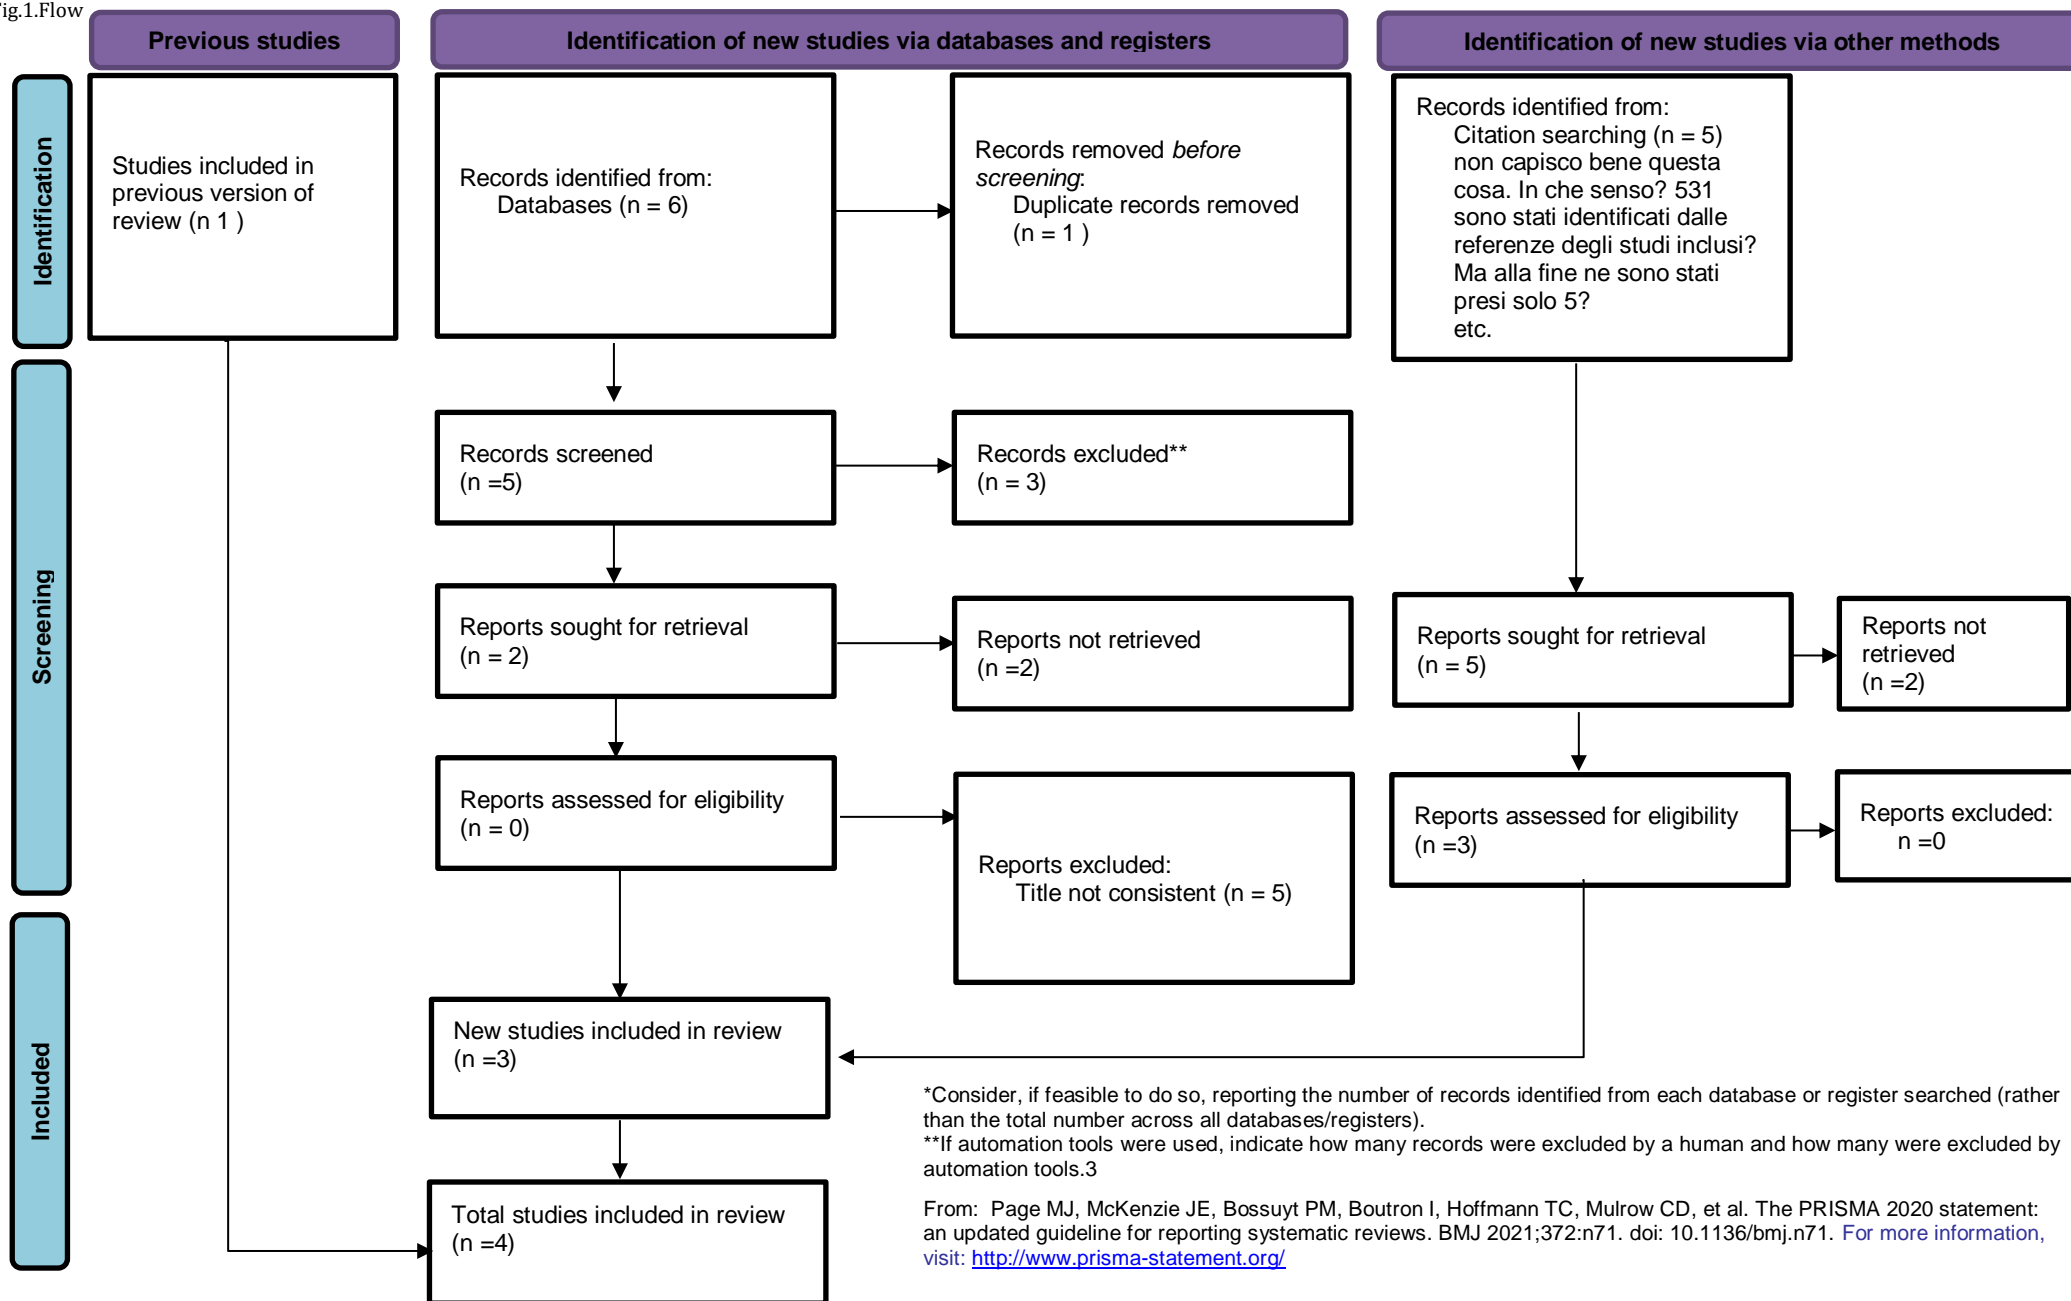 Fig.1.Flow
Previous studies
Identification of new studies via databases and registers
Identification of new studies via other methods
Identification
Studies included in
previous version of
review (n 1 )
Records identified from:
Databases (n = 6)
Records removed before
screening:
Duplicate records removed
(n = 1 )
Records identified from:
Citation searching (n = 5)
non capisco bene questa
cosa. In che senso? 531
sono stati identificati dalle
referenze degli studi inclusi?
Ma alla fine ne sono stati
presi solo 5?
etc.
Screening
Records screened
(n =5)
Records excluded**
(n = 3)
Reports sought for retrieval
(n = 2)
Reports not retrieved
(n =2)
Reports sought for retrieval
(n = 5)
Reports not
retrieved
(n =2)
Reports assessed for eligibility
(n = 0)
Reports excluded:
Title not consistent (n = 5)
Reports assessed for eligibility
(n =3)
Reports excluded:
n =0
Included
New studies included in review
(n =3)
Total studies included in review
(n =4)
*Consider, if feasible to do so, reporting the number of records identified from each database or register searched (rather
than the total number across all databases/registers).
**If automation tools were used, indicate how many records were excluded by a human and how many were excluded by
automation tools.3
From: Page MJ, McKenzie JE, Bossuyt PM, Boutron I, Hoffmann TC, Mulrow CD, et al. The PRISMA 2020 statement:
an updated guideline for reporting systematic reviews. BMJ 2021;372:n71. doi: 10.1136/bmj.n71. For more information,
visit: http://www.prisma-statement.org/